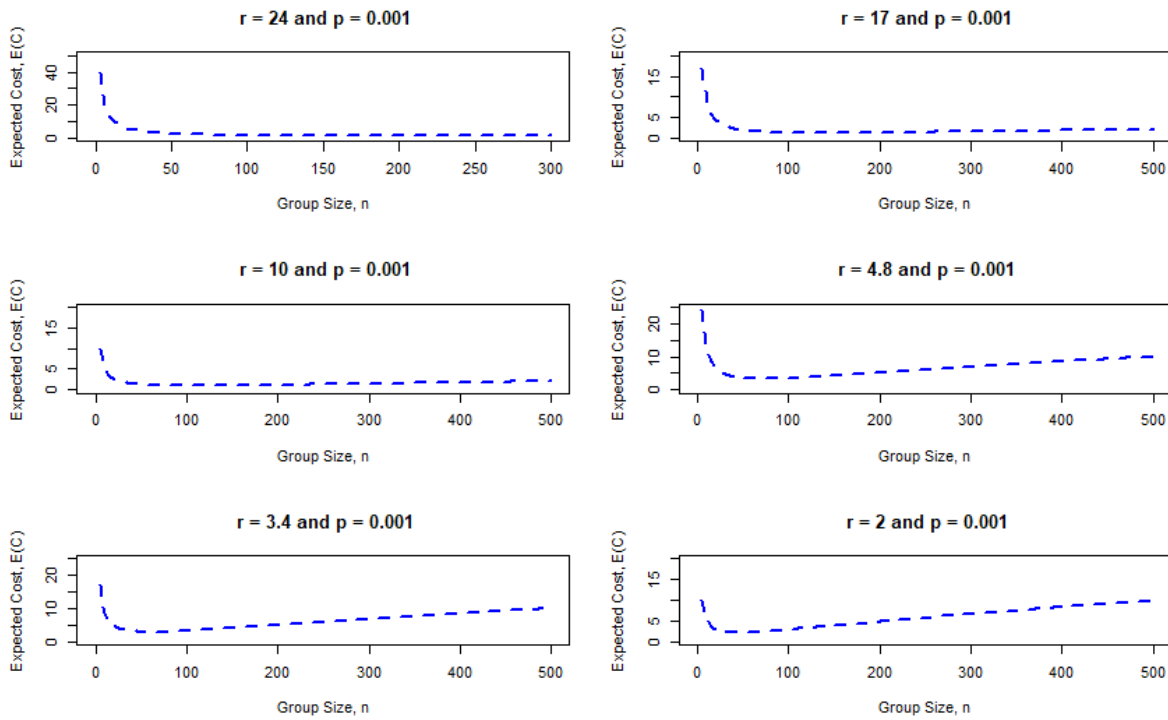 r = 24 and p = 0.001
Expected Cost, E(C)
0 20 40
0 50 100 150 200 250 300
Group Size, n
r = 17 and p = 0.001
Expected Cost, E(C)
0 5 15
0 100 200 300 400 500
Group Size, n
r = 10 and p = 0.001
Expected Cost, E(C)
0 5 15
0 100 200 300 400 500
Group Size, n
r = 4.8 and p = 0.001
Expected Cost, E(C)
0 10 20
0 100 200 300 400 500
Group Size, n
r = 3.4 and p = 0.001
Expected Cost, E(C)
0 10 20
0 100 200 300 400 500
Group Size, n
r = 2 and p = 0.001
Expected Cost, E(C)
0 5 15
0 100 200 300 400 500
Group Size, n